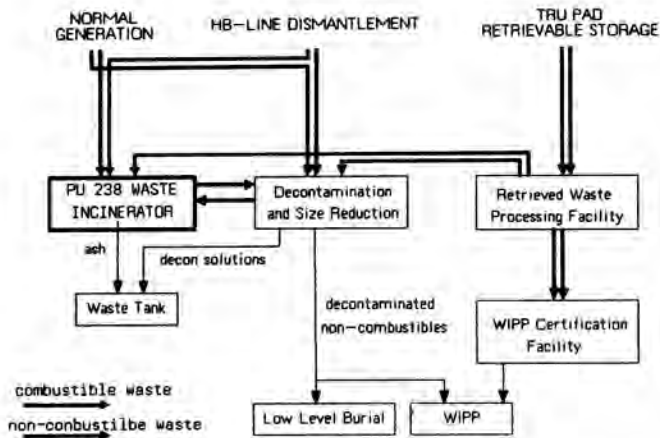 NORMAL
GENERATION
HB-LINE DISMANTLEMENT
TRU PAD
RETRIEVABLE STORAGE
PU 238 WASTE
INCINERATOR
Decontamination
and Size Reduction
Retrieved Waste
Processing Facility
ash
decon solutions
Waste Tank
decontaminated
non-combustibles
WIPP Certification
Facility
combustible waste
non-conbustilbe waste
Low Level Burial
WIPP